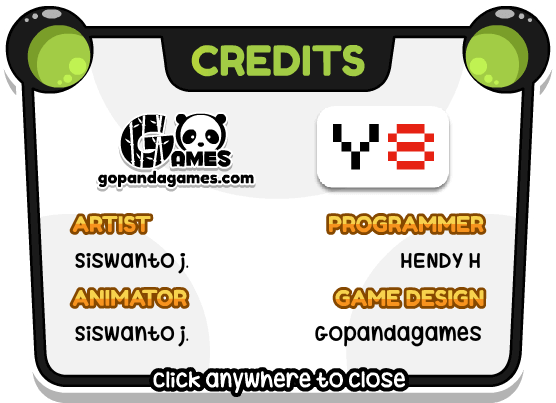 CREDITS
GAMES
gopandagames.com
Y8
ARTIST
Siswanto j.
PROGRAMMER
HENDY H
ANIMATOR
Siswanto j.
GAME DESIGN
Gopandagames
click anywhere to close